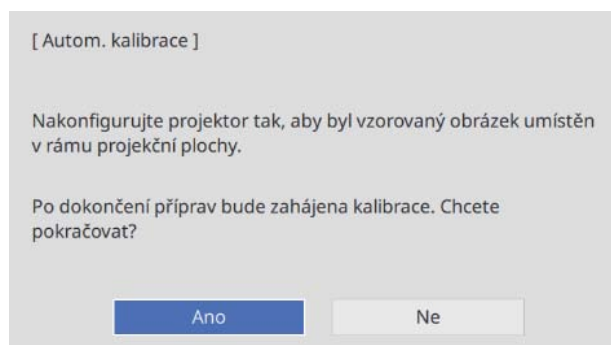 [ Autom. kalibrace ]
Nakonfigurujte projektor tak, aby byl vzorovaný obrázek umístěn
v rámu projekční plochy.
Po dokončení příprav bude zahájena kalibrace. Chcete
pokračovat?
Ano
Ne